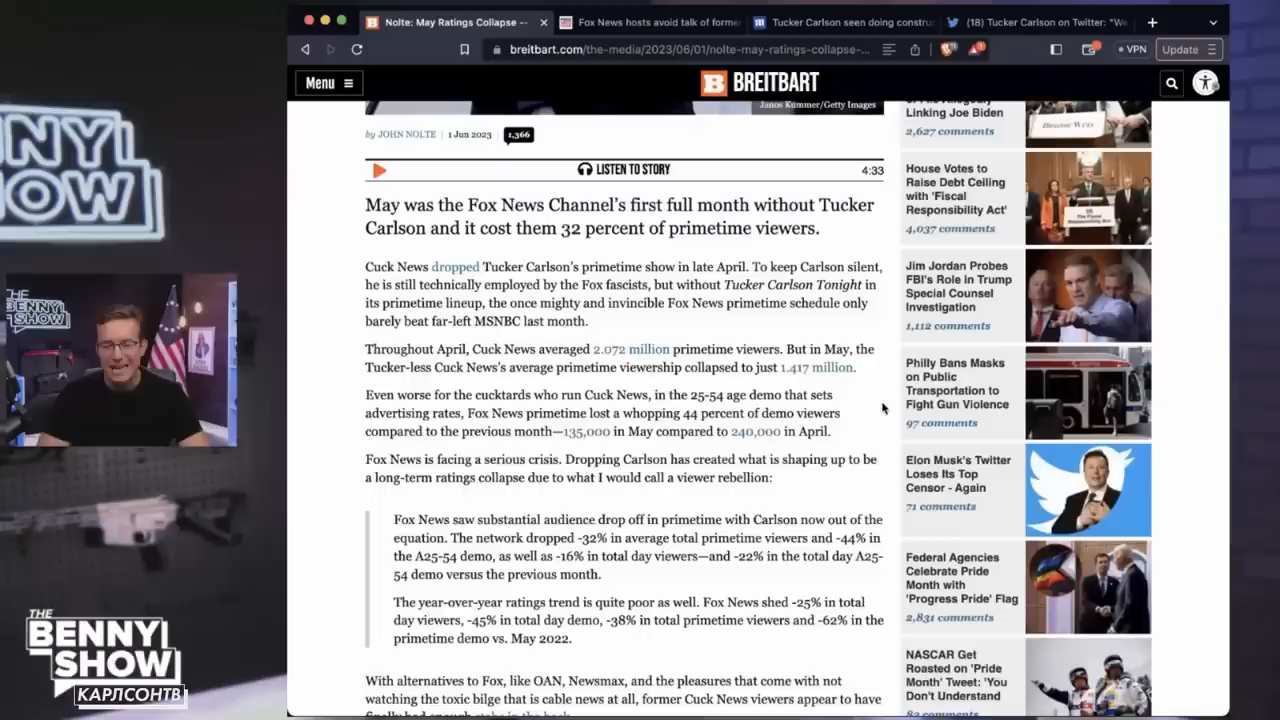 Nolte: May Ratings Collapse --
Fox News hosts avoid talk of former
Tucker Carlson seen doing constru
(18) Tucker Carlson on Twitter: "We
breitbart.com/the-media/2023/06/01/nolte-may-ratings-collapse-...
VPN
Update
Menu
BREITBART
Janos Kummer/Getty Images
by JOHN NOLTE
1 Jun 2023
1,366
LISTEN TO STORY
4:33
May was the Fox News Channel's first full month without Tucker
Carlson and it cost them 32 percent of primetime viewers.
Cuck News dropped Tucker Carlson's primetime show in late April. To keep Carlson silent,
he is still technically employed by the Fox fascists, but without Tucker Carlson Tonight in
its primetime lineup, the once mighty and invincible Fox News primetime schedule only
barely beat far-left MSNBC last month.
Throughout April, Cuck News averaged 2.072 million primetime viewers. But in May, the
Tucker-less Cuck News's average primetime viewership collapsed to just 1.417 million.
Even worse for the cucktards who run Cuck News, in the 25-54 age demo that sets
advertising rates, Fox News primetime lost a whopping 44 percent of demo viewers
compared to the previous month—135,000 in May compared to 240,000 in April.
Fox News is facing a serious crisis. Dropping Carlson has created what is shaping up to be
a long-term ratings collapse due to what I would call a viewer rebellion:
Fox News saw substantial audience drop off in primetime with Carlson now out of the
equation. The network dropped -32% in average total primetime viewers and -44% in
the A25-54 demo, as well as -16% in total day viewers—and -22% in the total day A25-
54 demo versus the previous month.
The year-over-year ratings trend is quite poor as well. Fox News shed -25% in total
day viewers, -45% in total day demo, -38% in total primetime viewers and -62% in the
primetime demo vs. May 2022.
With alternatives to Fox, like OAN, Newsmax, and the pleasures that come with not
watching the toxic bilge that is cable news at all, former Cuck News viewers appear to have
Linking Joe Biden
2,627 comments
House Votes to
Raise Debt Ceiling
with 'Fiscal
Responsibility Act'
4,037 comments
Jim Jordan Probes
FBI's Role in Trump
Special Counsel
Investigation
1,112 comments
Philly Bans Masks
on Public
Transportation to
Fight Gun Violence
97 comments
Elon Musk's Twitter
Loses Its Top
Censor - Again
71 comments
Federal Agencies
Celebrate Pride
Month with
'Progress Pride' Flag
2,831 comments
NASCAR Get
Roasted on 'Pride
Month' Tweet: 'You
Don't Understand
NNY
OW
THE
BENNY
SHOW
THE
BENNY
SHOW
КАРЛСОНТВ